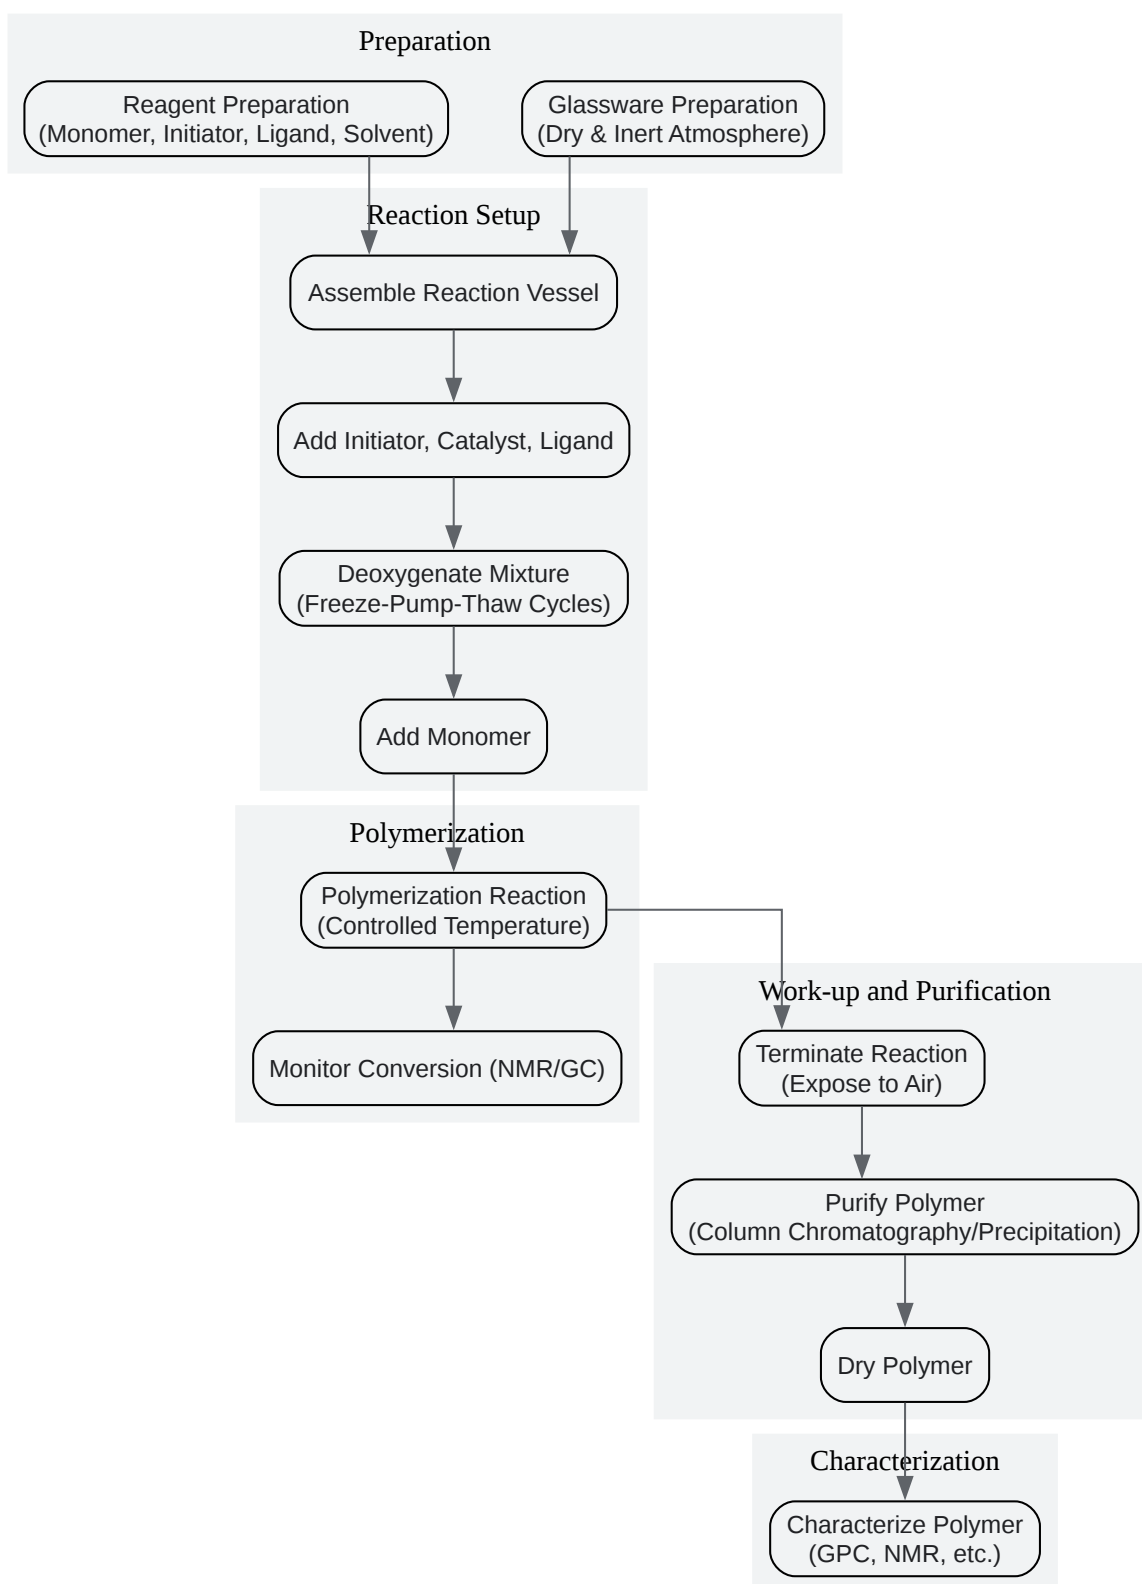 Preparation
Reagent Preparation
(Monomer, Initiator, Ligand, Solvent)
Glassware Preparation
(Dry & Inert Atmosphere)
Reaction Setup
Assemble Reaction Vessel
Add Initiator, Catalyst, Ligand
Deoxygenate Mixture
(Freeze-Pump-Thaw Cycles)
Add Monomer
Polymerization
Polymerization Reaction
(Controlled Temperature)
Monitor Conversion (NMR/GC)
Work-up and Purification
Terminate Reaction
(Expose to Air)
Purify Polymer
(Column Chromatography/Precipitation)
Dry Polymer
Characterization
Characterize Polymer
(GPC, NMR, etc.)